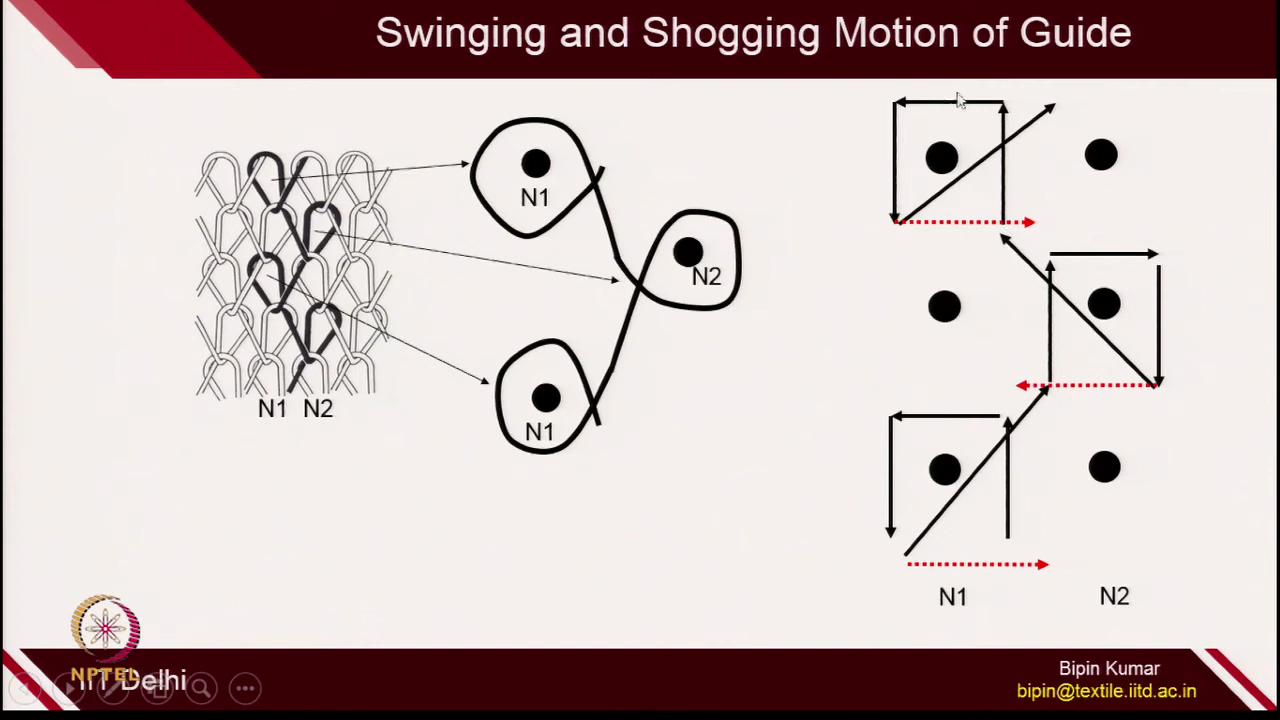 Swinging and Shogging Motion of Guide
N1
N2
N1
N1 N2
N1 N2
NPTEL
IIT Delhi
Bipin Kumar
bipin@textile.iitd.ac.in